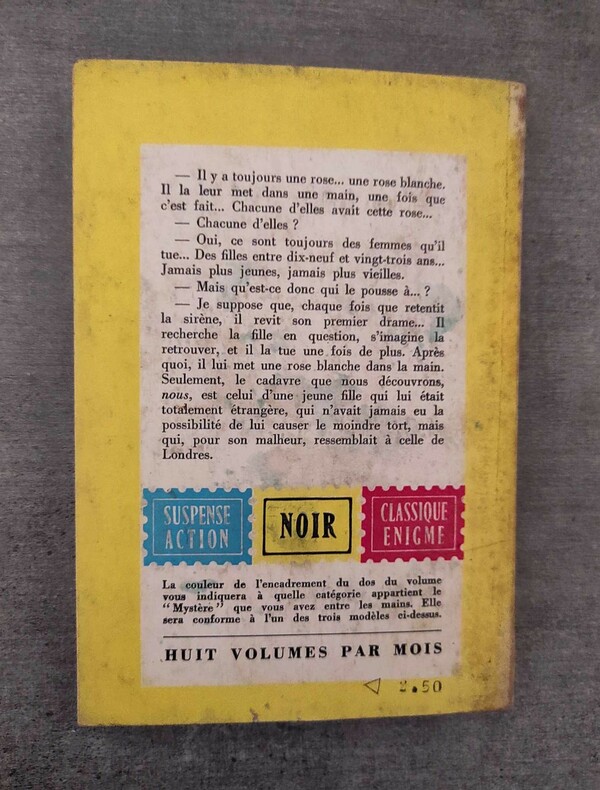 — Il y a toujours une rose... une rose blanche.
Il la leur met dans une main, une fois que
c'est fait... Chacune d'elles avait cette rose...
— Chacune d'elles ?
— Oui, ce sont toujours des femmes qu'il
tue... Des filles entre dix-neuf et vingt-trois ans...
Jamais plus jeunes, jamais plus vieilles.
— Mais qu'est-ce donc qui le pousse à... ?
— Je suppose que, chaque fois que retentit
la sirène, il revit son premier drame... Il
recherche la fille en question, s'imagine la
retrouver, et il la tue une fois de plus. Après
quoi, il lui met une rose blanche dans la main.
Seulement, le cadavre que nous découvrons,
nous, est celui d'une jeune fille qui lui était
totalement étrangère, qui n'avait jamais eu la
possibilité de lui causer le moindre tort, mais
qui, pour son malheur, ressemblait à celle de
Londres.
SUSPENSE
ACTION
NOIR
CLASSIQUE
ENIGME
La couleur de l'encadrement du dos du volume
vous indiquera à quelle catégorie appartient le
"Mystère" que vous avez entre les mains. Elle
sera conforme à l'un des trois modèles ci-dessus.
HUIT VOLUMES PAR MOIS
2.50